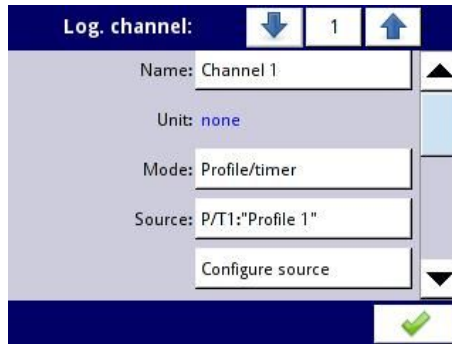 Log. channel: 1
Name: Channel 1
Unit: none
Mode: Profile/timer
Source: P/T1:"Profile 1"
Configure source